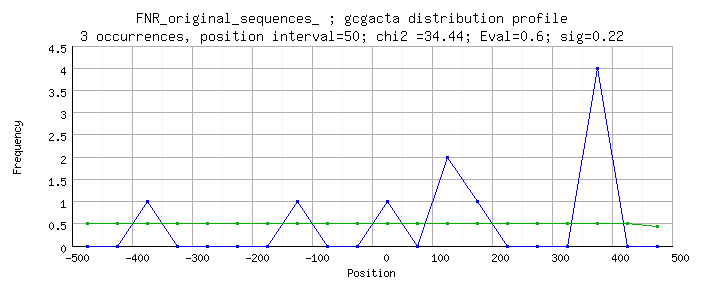 FNR_original_sequences_ ; gcgacta distribution profile
3 occurrences, position interval=50; chi2 =34.44; Eval=0.6; sig=0.22
4.5
4
3.5
3
2.5
2
1.5
1
0.5
0
Frequency
-500 -400 -300 -200 -100 0 100 200 300 400 500
Position